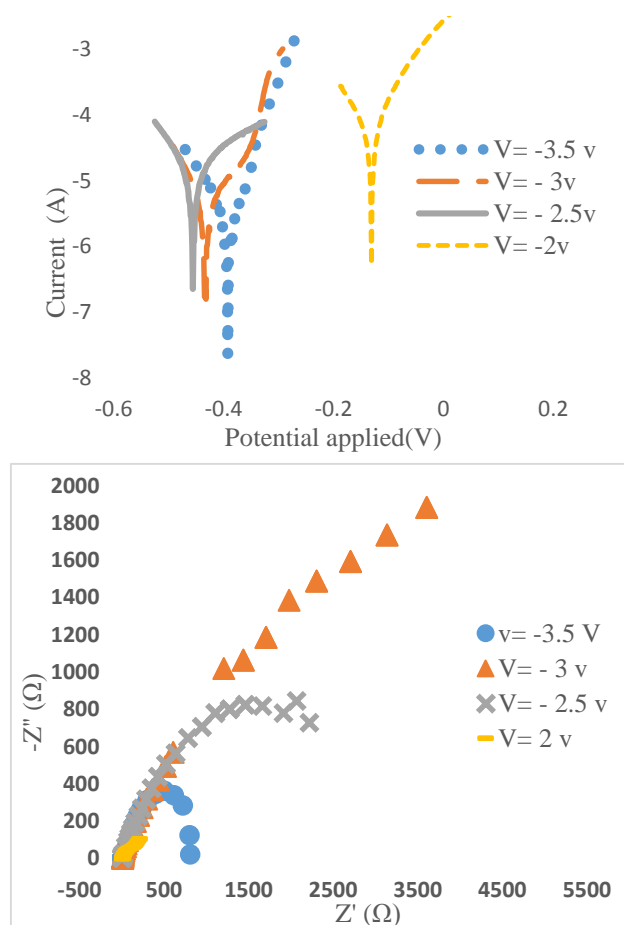 -3
-4
-5
-6
-7
-8
Current (A)
V= -3.5 v
V= - 3v
V= - 2.5v
V= -2v
-0.6 -0.4 -0.2 0 0.2
Potential applied(V)
2000
1800
1600
1400
1200
1000
800
600
400
200
0
-Z" (Ω)
v= -3.5 V
V= - 3 v
V= - 2.5 v
V= 2 v
-500 500 1500 2500 3500 4500 5500
Z' (Ω)